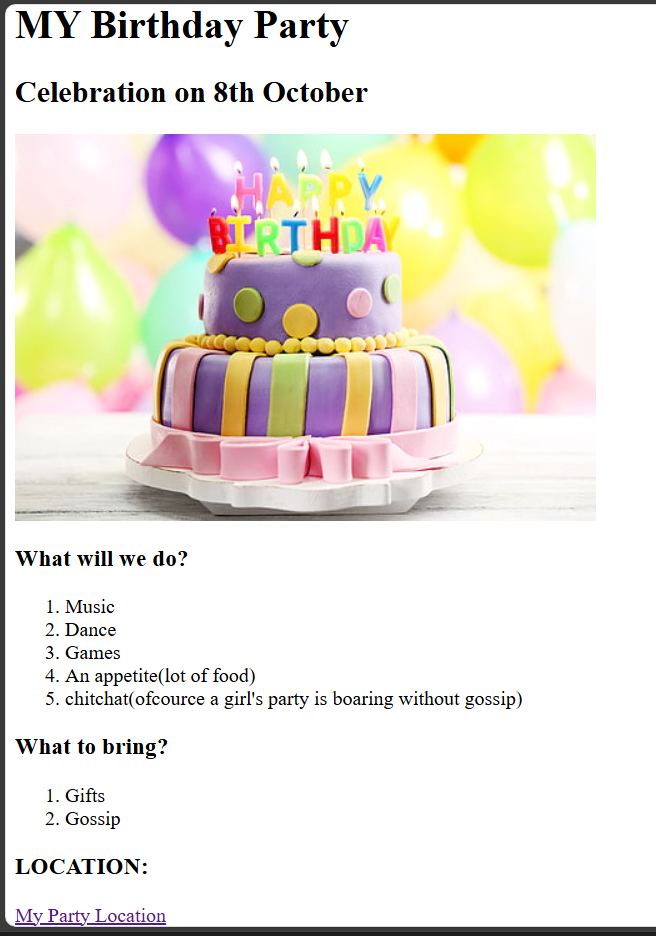 MY Birthday Party
Celebration on 8th October
HAPPY
BIRTHDAY
What will we do?
1. Music
2. Dance
3. Games
4. An appetite(lot of food)
5. chitchat(ofcource a girl's party is boaring without gossip)
What to bring?
1. Gifts
2. Gossip
LOCATION:
My Party Location